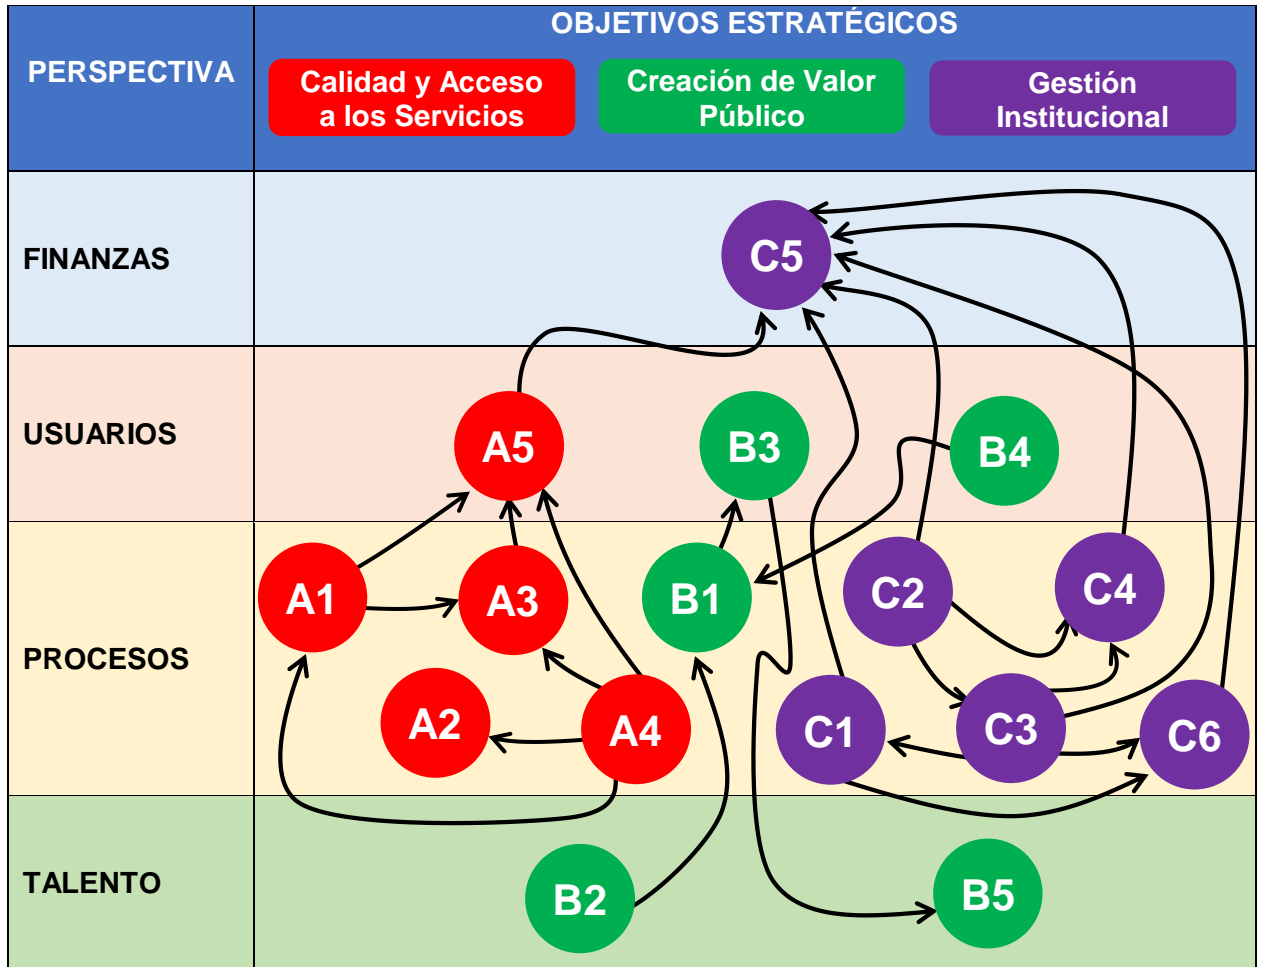 OBJETIVOS ESTRATÉGICOS
PERSPECTIVA
Calidad y Acceso
a los Servicios
Creación de Valor
Público
Gestión
Institucional
FINANZAS
C5
USUARIOS
A5
B3
B4
PROCESOS
A1
A3
B1
C2
C4
A2
A4
C1
C3
C6
TALENTO
B2
B5